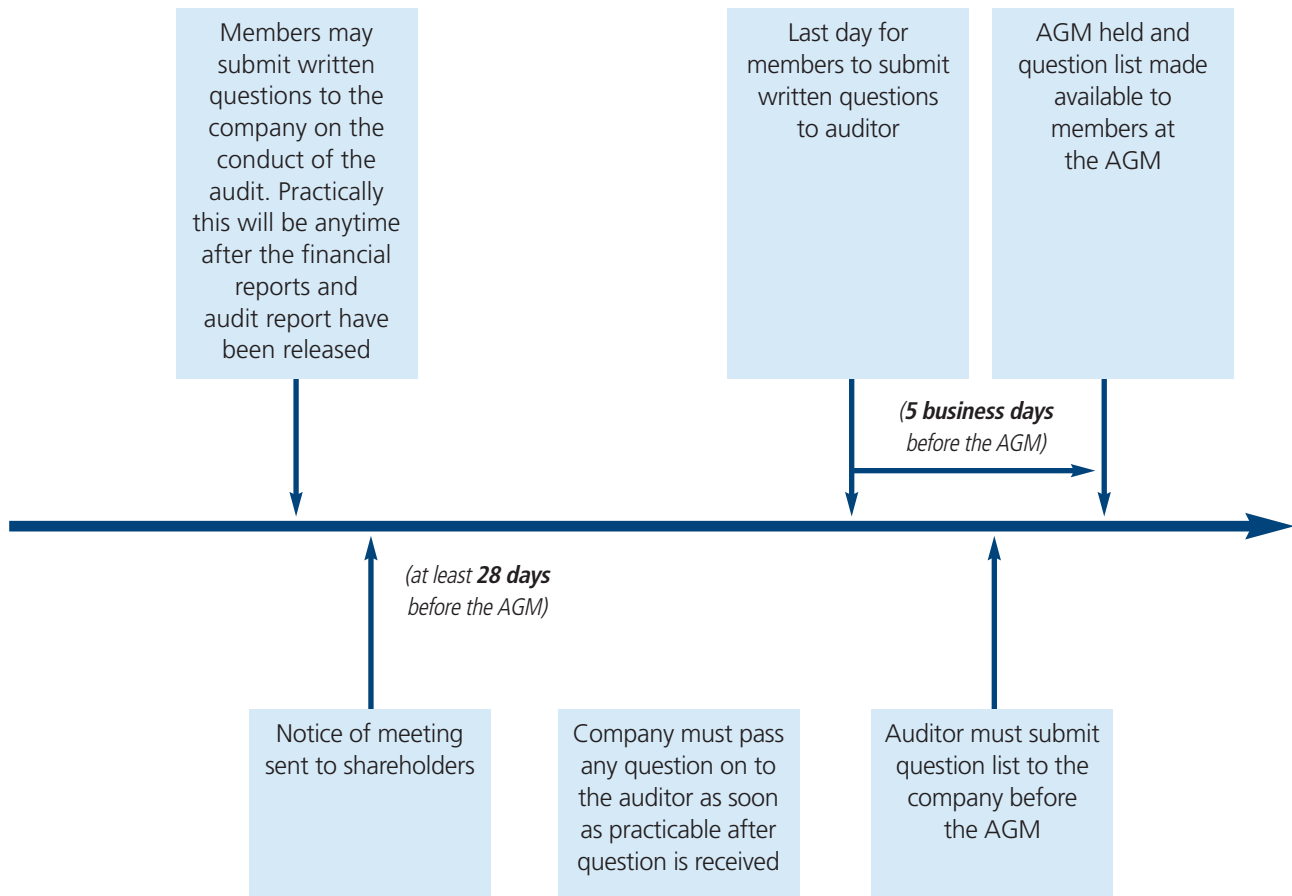 Members may
submit written
questions to the
company on the
conduct of the
audit. Practically
this will be anytime
after the financial
reports and
audit report have
been released
Last day for
members to submit
written questions
to auditor
AGM held and
question list made
available to
members at
the AGM
(5 business days
before the AGM)
(at least 28 days
before the AGM)
Notice of meeting
sent to shareholders
Company must pass
any question on to
the auditor as soon
as practicable after
question is received
Auditor must submit
question list to the
company before
the AGM